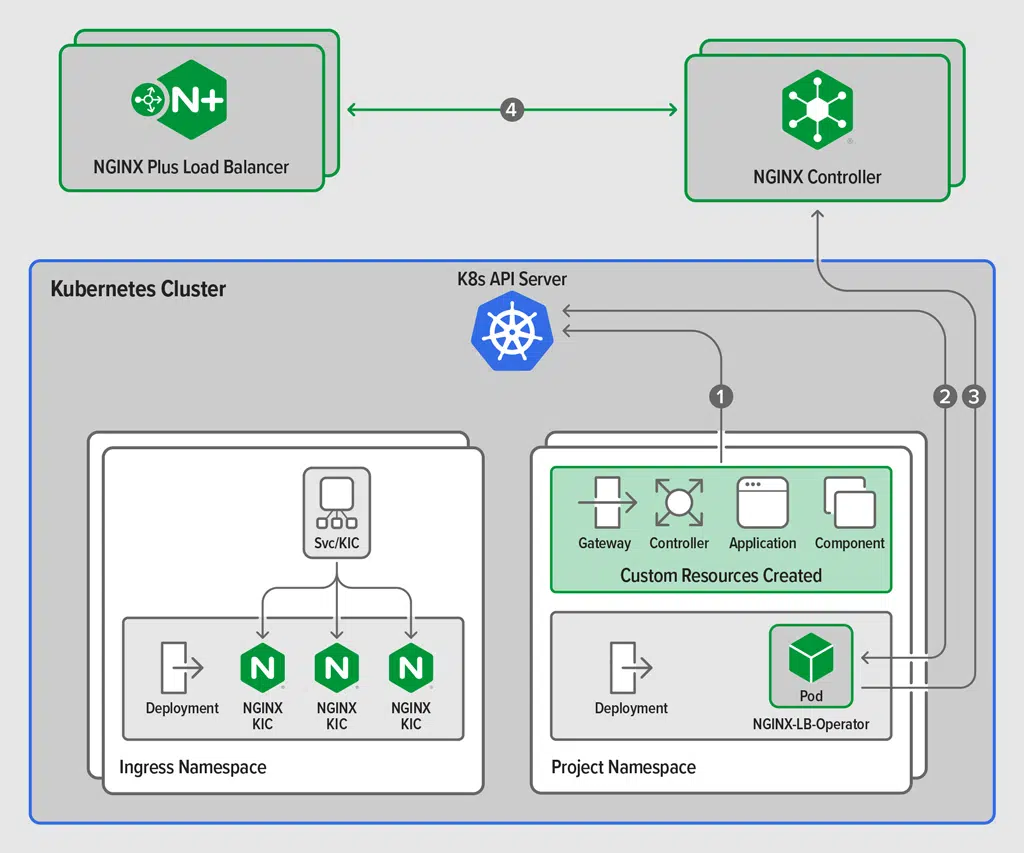 N+
NGINX Plus Load Balancer
4
NGINX Controller
Kubernetes Cluster
K8s API Server
1
2
3
Svc/KIC
Deployment
N
NGINX
KIC
N
NGINX
KIC
N
NGINX
KIC
Ingress Namespace
Gateway
Controller
Application
Component
Custom Resources Created
Deployment
Pod
NGINX-LB-Operator
Project Namespace